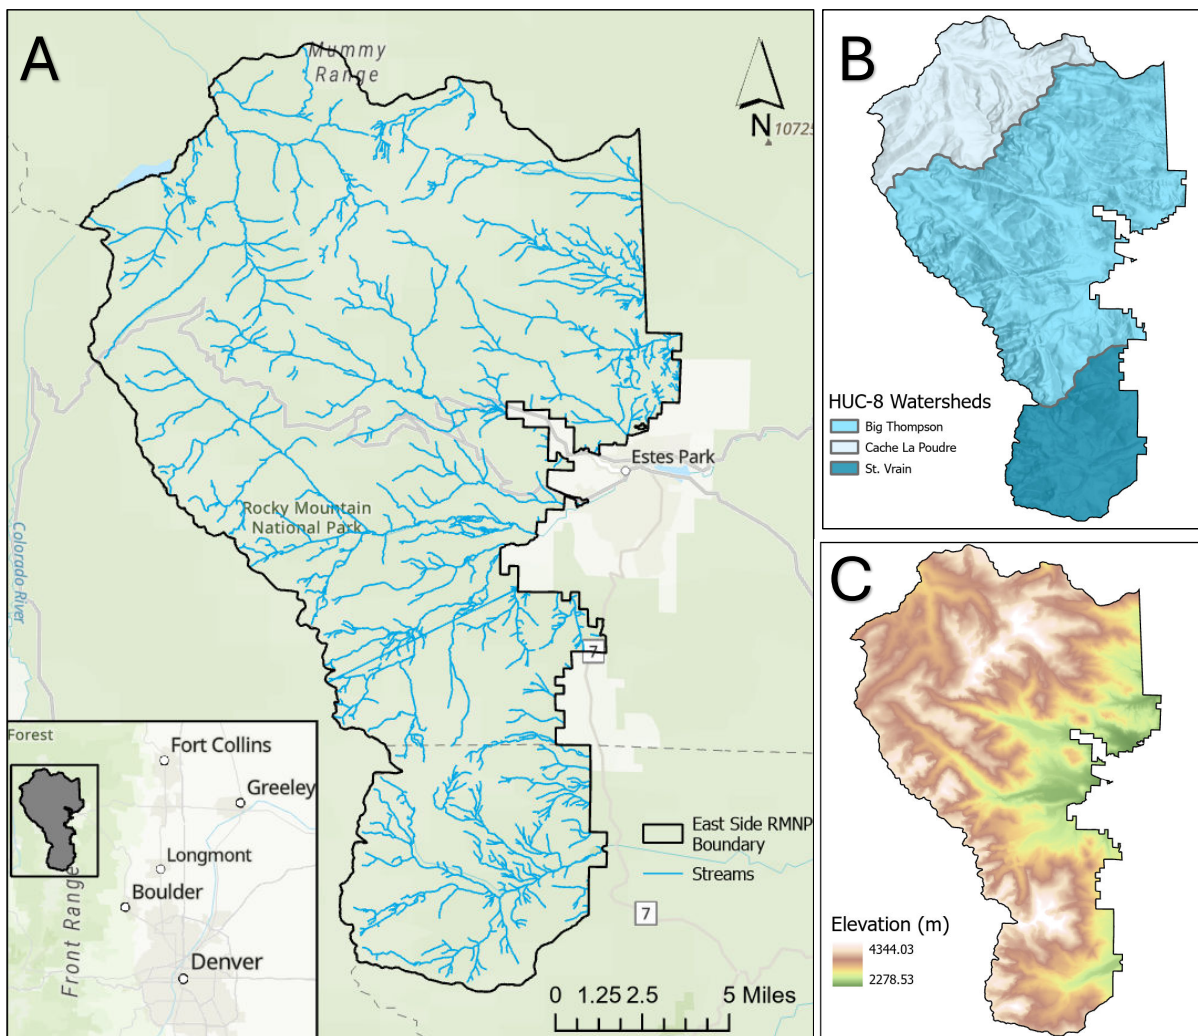 A
Mummy
Range
N
10725
Estes Park
Rocky Mountain
National Park
Colorado River
7
East Side RMNP
Boundary
Streams
7
0 1.25 2.5 5 Miles
Forest
Fort Collins
Greeley
Longmont
Boulder
Front Range
Denver
B
HUC-8 Watersheds
Big Thompson
Cache La Poudre
St. Vrain
C
Elevation (m)
4344.03
2278.53